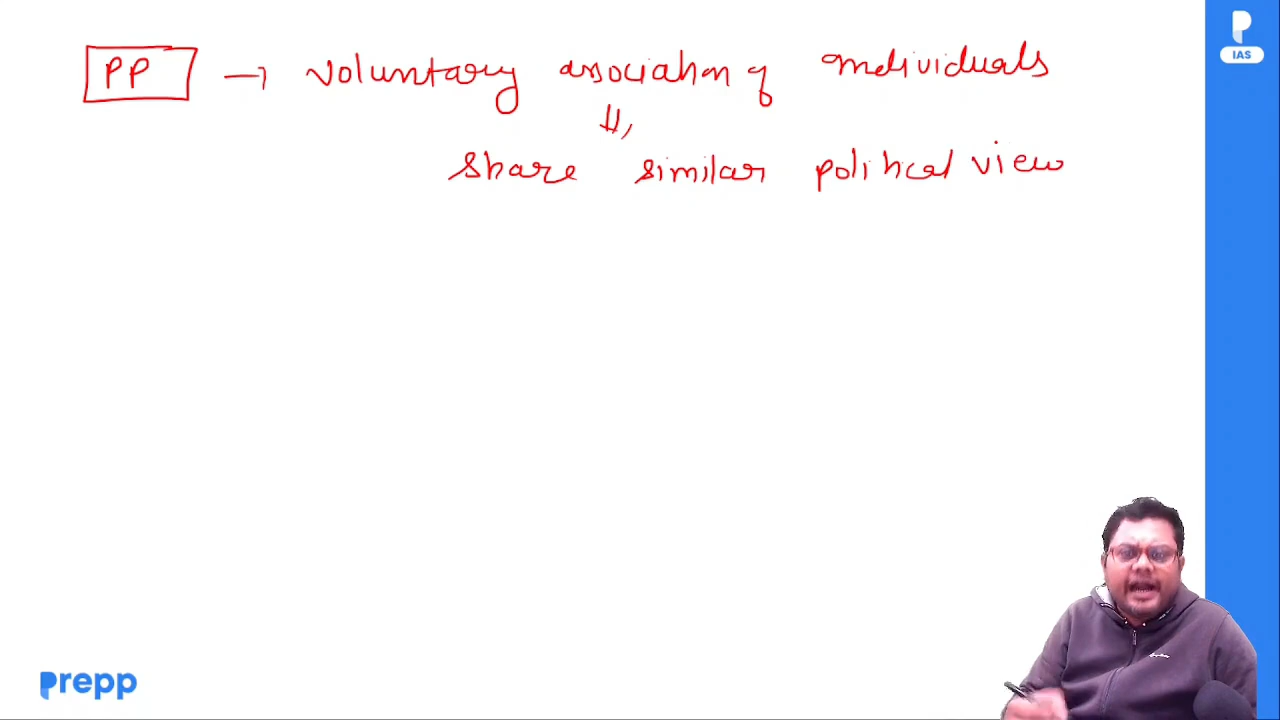 PP → voluntary association of individuals
⇓
share similar political view
IAS
prepp